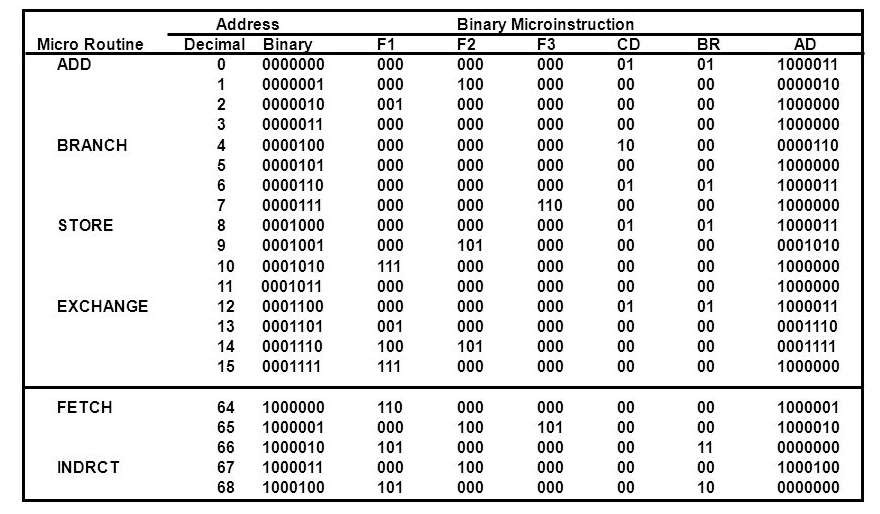 Address Binary Microinstruction
Micro Routine Decimal Binary F1 F2 F3 CD BR AD
ADD 0 0000000 000 000 000 01 01 1000011
1 0000001 000 100 000 00 00 0000010
2 0000010 001 000 000 00 00 1000000
3 0000011 000 000 000 00 00 1000000
BRANCH 4 0000100 000 000 000 10 00 0000110
5 0000101 000 000 000 00 00 1000000
6 0000110 000 000 000 01 01 1000011
7 0000111 000 000 110 00 00 1000000
STORE 8 0001000 000 000 000 01 01 1000011
9 0001001 000 101 000 00 00 0001010
10 0001010 111 000 000 00 00 1000000
11 0001011 000 000 000 00 00 1000000
EXCHANGE 12 0001100 000 000 000 01 01 1000011
13 0001101 001 000 000 00 00 0001110
14 0001110 100 101 000 00 00 0001111
15 0001111 111 000 000 00 00 1000000
FETCH 64 1000000 110 000 000 00 00 1000001
65 1000001 000 100 101 00 00 1000010
66 1000010 101 000 000 00 11 0000000
INDRCT 67 1000011 000 100 000 00 00 1000100
68 1000100 101 000 000 00 10 0000000